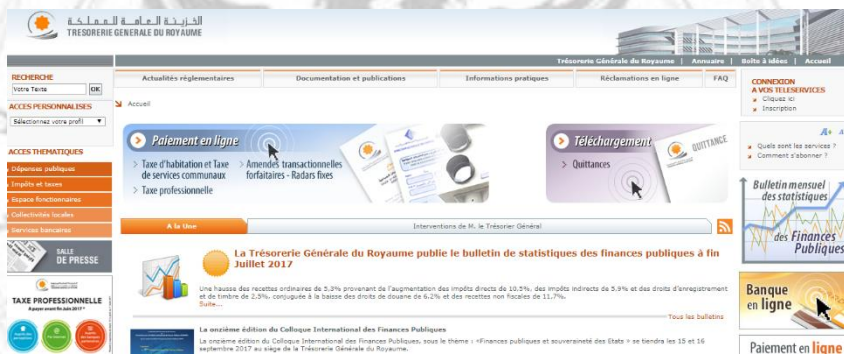 الخزينة العامة للمملكة
TRESORERIE GENERALE DU ROYAUME
Trésorerie Générale du Royaume | Annuaire | Boîte à idées | Accueil
RECHERCHE
Votre Texte OK
ACCES PERSONNALISES
Sélectionnez votre profil
ACCES THEMATIQUES
Dépenses publiques
Impôts et taxes
Espace fonctionnaires
Collectivités locales
Services bancaires
SALLE
DE PRESSE
TAXE PROFESSIONNELLE
A payer avant fin Juin 2017
Actualités réglementaires Documentation et publications Informations pratiques Réclamations en ligne FAQ
Accueil
Paiement en ligne
> Taxe d'habitation et Taxe de services communaux
> Taxe professionnelle
> Amendes transactionnelles forfaitaires - Radars fixes
Téléchargement
> Quittances
QUITTANCE
A la Une
Interventions de M. le Trésorier Général
La Trésorerie Générale du Royaume publie le bulletin de statistiques des finances publiques à fin
Juillet 2017
Une hausse des recettes ordinaires de 5,3% provenant de l'augmentation des impôts directs de 10,5%, des impôts indirects de 5,9% et des droits d'enregistrement
et de timbre de 2,5%, conjuguée à la baisse des droits de douane de 6,2% et des recettes non fiscales de 11,7%.
Suite...
Tous les bulletins
La onzième édition du Colloque International des Finances Publiques
La onzième édition du Colloque International des Finances Publiques, sous le thème : «Finances publiques et souveraineté des Etats » se tiendra les 15 et 16
septembre 2017 au siège de la Trésorerie Générale du Royaume.
CONNEXION
A VOS TELESERVICES
Cliquez ici
Inscription
A+ A
Quels sont les services ?
Comment s'abonner ?
Bulletin mensuel
des statistiques
des Finances
Publiques
Banque
en ligne
Paiement en ligne